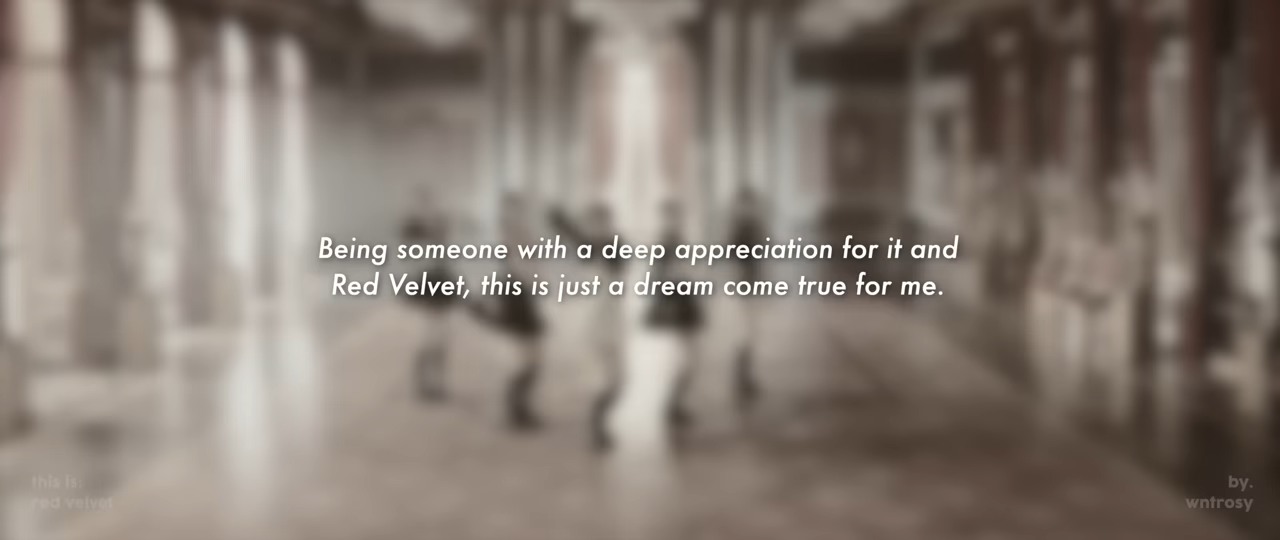 Being someone with a deep appreciation for it and
Red Velvet, this is just a dream come true for me.
this is:
red velvet
by.
wntrosy